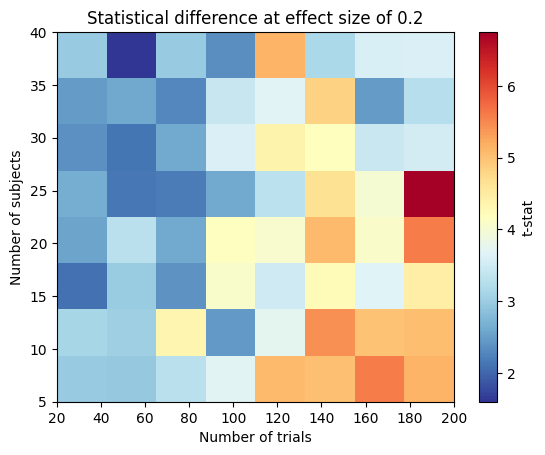 Statistical difference at effect size of 0.2
Number of subjects
40
35
30
25
20
15
10
5
20 40 60 80 100 120 140 160 180 200
Number of trials
6
5
4
3
2
t-stat